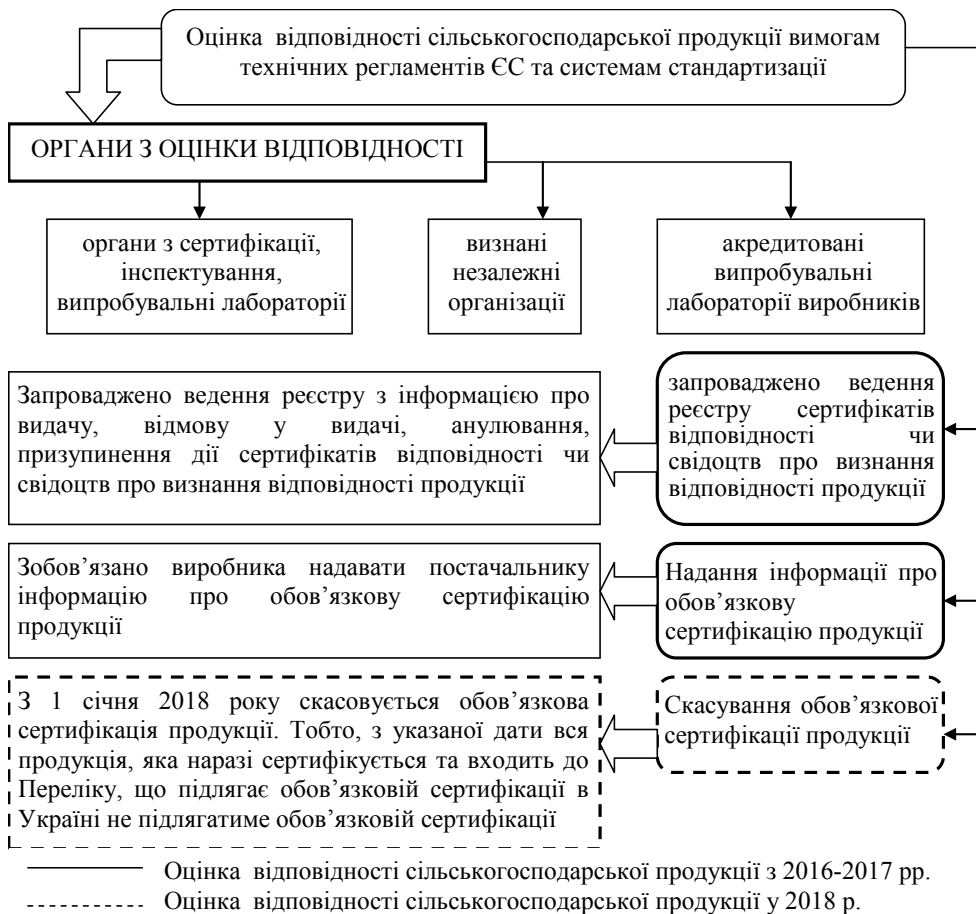 Оцінка відповідності сільськогосподарської продукції вимогам
технічних регламентів ЄС та системам стандартизації
ОРГАНИ З ОЦІНКИ ВІДПОВІДНОСТІ
органи з сертифікації,
інспектування,
випробувальні лабораторії
визнані
незалежні
організації
акредитовані
випробувальні
лабораторії виробників
Запроваджено ведення реєстру з інформацією про
видачу, відмову у видачі, анулювання,
призупинення дії сертифікатів відповідності чи
свідоцтв про визнання відповідності продукції
запроваджено ведення
реєстру сертифікатів
відповідності чи
свідоцтв про визнання
відповідності продукції
Зобов’язано виробника надавати постачальнику
інформацію про обов’язкову сертифікацію
продукції
Надання інформації про
обов’язкову
сертифікацію продукції
З 1 січня 2018 року скасовується обов’язкова
сертифікація продукції. Тобто, з указаної дати вся
продукція, яка наразі сертифікується та входить до
Переліку, що підлягає обов’язковій сертифікації в
Україні не підлягатиме обов’язковій сертифікації
Скасування обов’язкової
сертифікації продукції
Оцінка відповідності сільськогосподарської продукції з 2016-2017 рр.
Оцінка відповідності сільськогосподарської продукції у 2018 р.